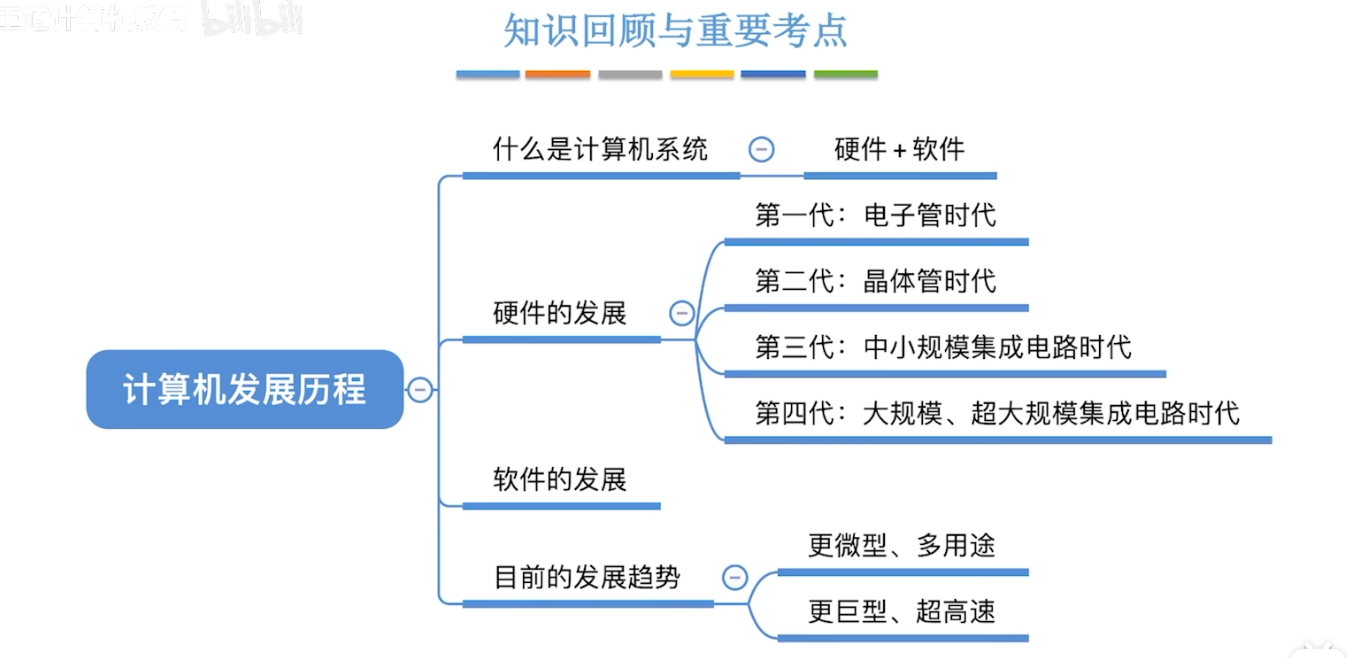 王道计算机教育 bilibili
知识回顾与重要考点
什么是计算机系统
硬件+软件
第一代：电子管时代
第二代：晶体管时代
硬件的发展
第三代：中小规模集成电路时代
计算机发展历程
第四代：大规模、超大规模集成电路时代
软件的发展
更微型、多用途
目前的发展趋势
更巨型、超高速